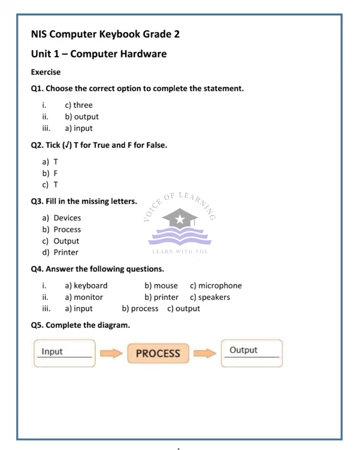 NIS Computer Keybook Grade 2
Unit 1 – Computer Hardware
Exercise
Q1. Choose the correct option to complete the statement.
i. c) three
ii. b) output
iii. a) input
Q2. Tick (√) T for True and F for False.
a) T
b) F
c) T
Q3. Fill in the missing letters.
a) Devices
b) Process
c) Output
d) Printer
VOICE OF LEARNING
LEARN WITH VOL
Q4. Answer the following questions.
i. a) keyboard b) mouse c) microphone
ii. a) monitor b) printer c) speakers
iii. a) input b) process c) output
Q5. Complete the diagram.
Input PROCESS Output